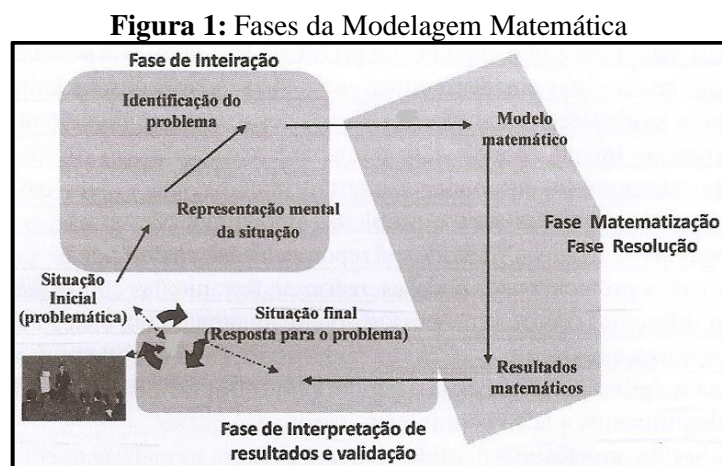 Figura 1: Fases da Modelagem Matemática
Fase de Inteiração
Identificação do
problema
Modelo
matemático
Representação mental
da situação
Fase Matematização
Fase Resolução
Situação
Inicial
(problemática)
Situação final
(Resposta para o problema)
Resultados
matemáticos
Fase de Interpretação de
resultados e validação